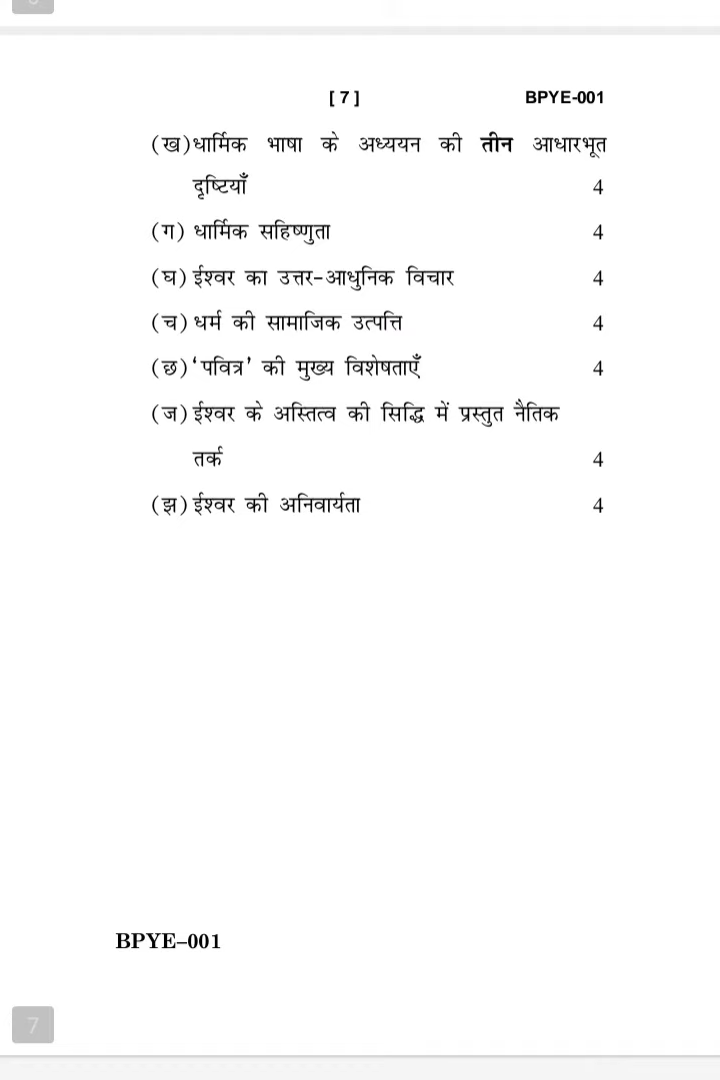 [ 7 ] BPYE-001
(ख) धार्मिक भाषा के अध्ययन की तीन आधारभूत
दृष्टियाँ 4
(ग) धार्मिक सहिष्णुता 4
(घ) ईश्वर का उत्तर-आधुनिक विचार 4
(च) धर्म की सामाजिक उत्पत्ति 4
(छ) ‘पवित्र’ की मुख्य विशेषताएँ 4
(ज) ईश्वर के अस्तित्व की सिद्धि में प्रस्तुत नैतिक
तर्क 4
(झ) ईश्वर की अनिवार्यता 4
BPYE–001
7